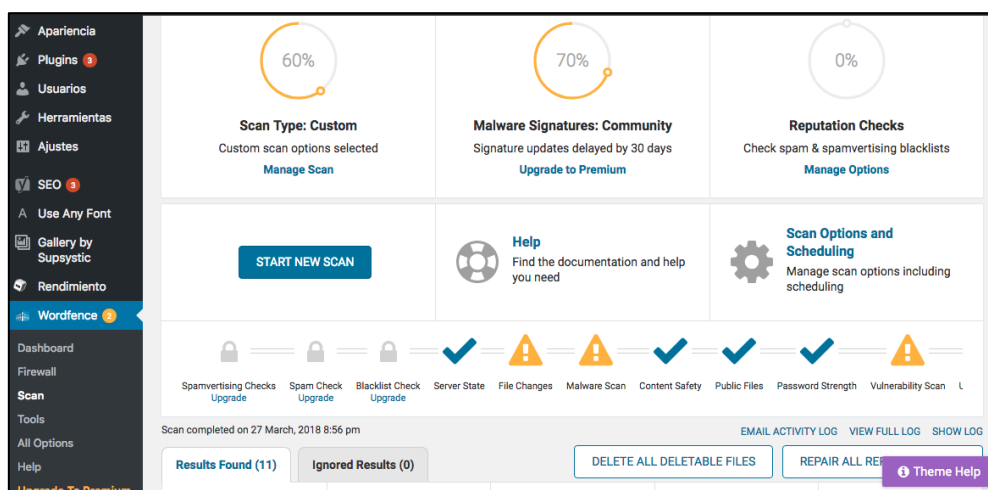 Apariencia
Plugins 3
Usuarios
Herramientas
Ajustes
SEO 3
A Use Any Font
Gallery by
Supsystic
Rendimiento
Wordfence 2
Dashboard
Firewall
Scan
Tools
All Options
Help
Upgrade To Premium
60%
Scan Type: Custom
Custom scan options selected
Manage Scan
70%
Malware Signatures: Community
Signature updates delayed by 30 days
Upgrade to Premium
0%
Reputation Checks
Check spam & spamvertising blacklists
Manage Options
START NEW SCAN
Help
Find the documentation and help
you need
Scan Options and
Scheduling
Manage scan options including
scheduling
Spamvertising Checks
Upgrade
Spam Check
Upgrade
Blacklist Check
Upgrade
Server State
File Changes
Malware Scan
Content Safety
Public Files
Password Strength
Vulnerability Scan
Scan completed on 27 March, 2018 8:56 pm
EMAIL ACTIVITY LOG VIEW FULL LOG SHOW LOG
Results Found (11)
Ignored Results (0)
DELETE ALL DELETABLE FILES
REPAIR ALL
Theme Help